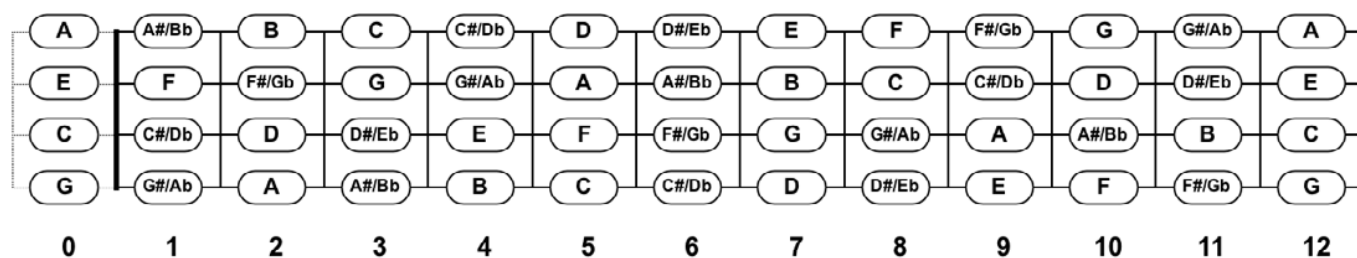 A A#/Bb B C C#/Db D D#/Eb E F F#/Gb G G#/Ab A
E F F#/Gb G G#/Ab A A#/Bb B C C#/Db D D#/Eb E
C C#/Db D D#/Eb E F F#/Gb G G#/Ab A A#/Bb B C
G G#/Ab A A#/Bb B C C#/Db D D#/Eb E F F#/Gb G
0 1 2 3 4 5 6 7 8 9 10 11 12